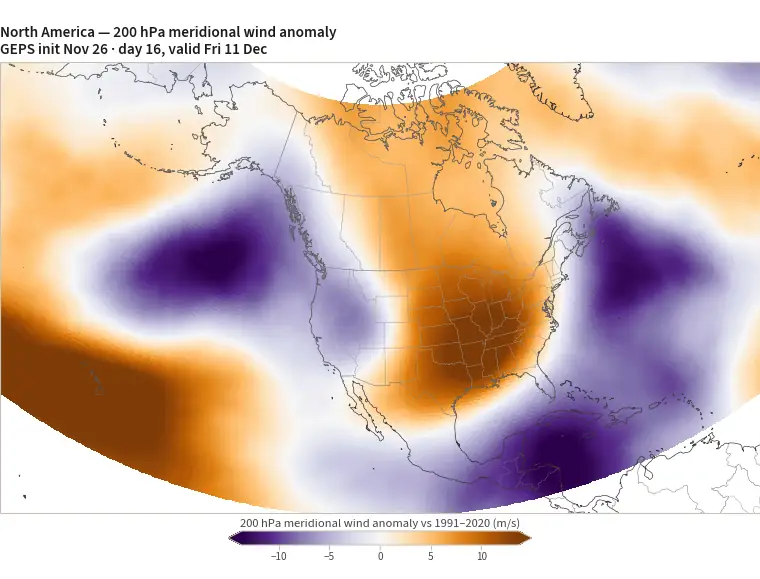 North America — 200 hPa meridional wind anomaly
GEPS init Nov 26 · day 16, valid Fri 11 Dec
200 hPa meridional wind anomaly vs 1991–2020 (m/s)
−10 −5 0 5 10